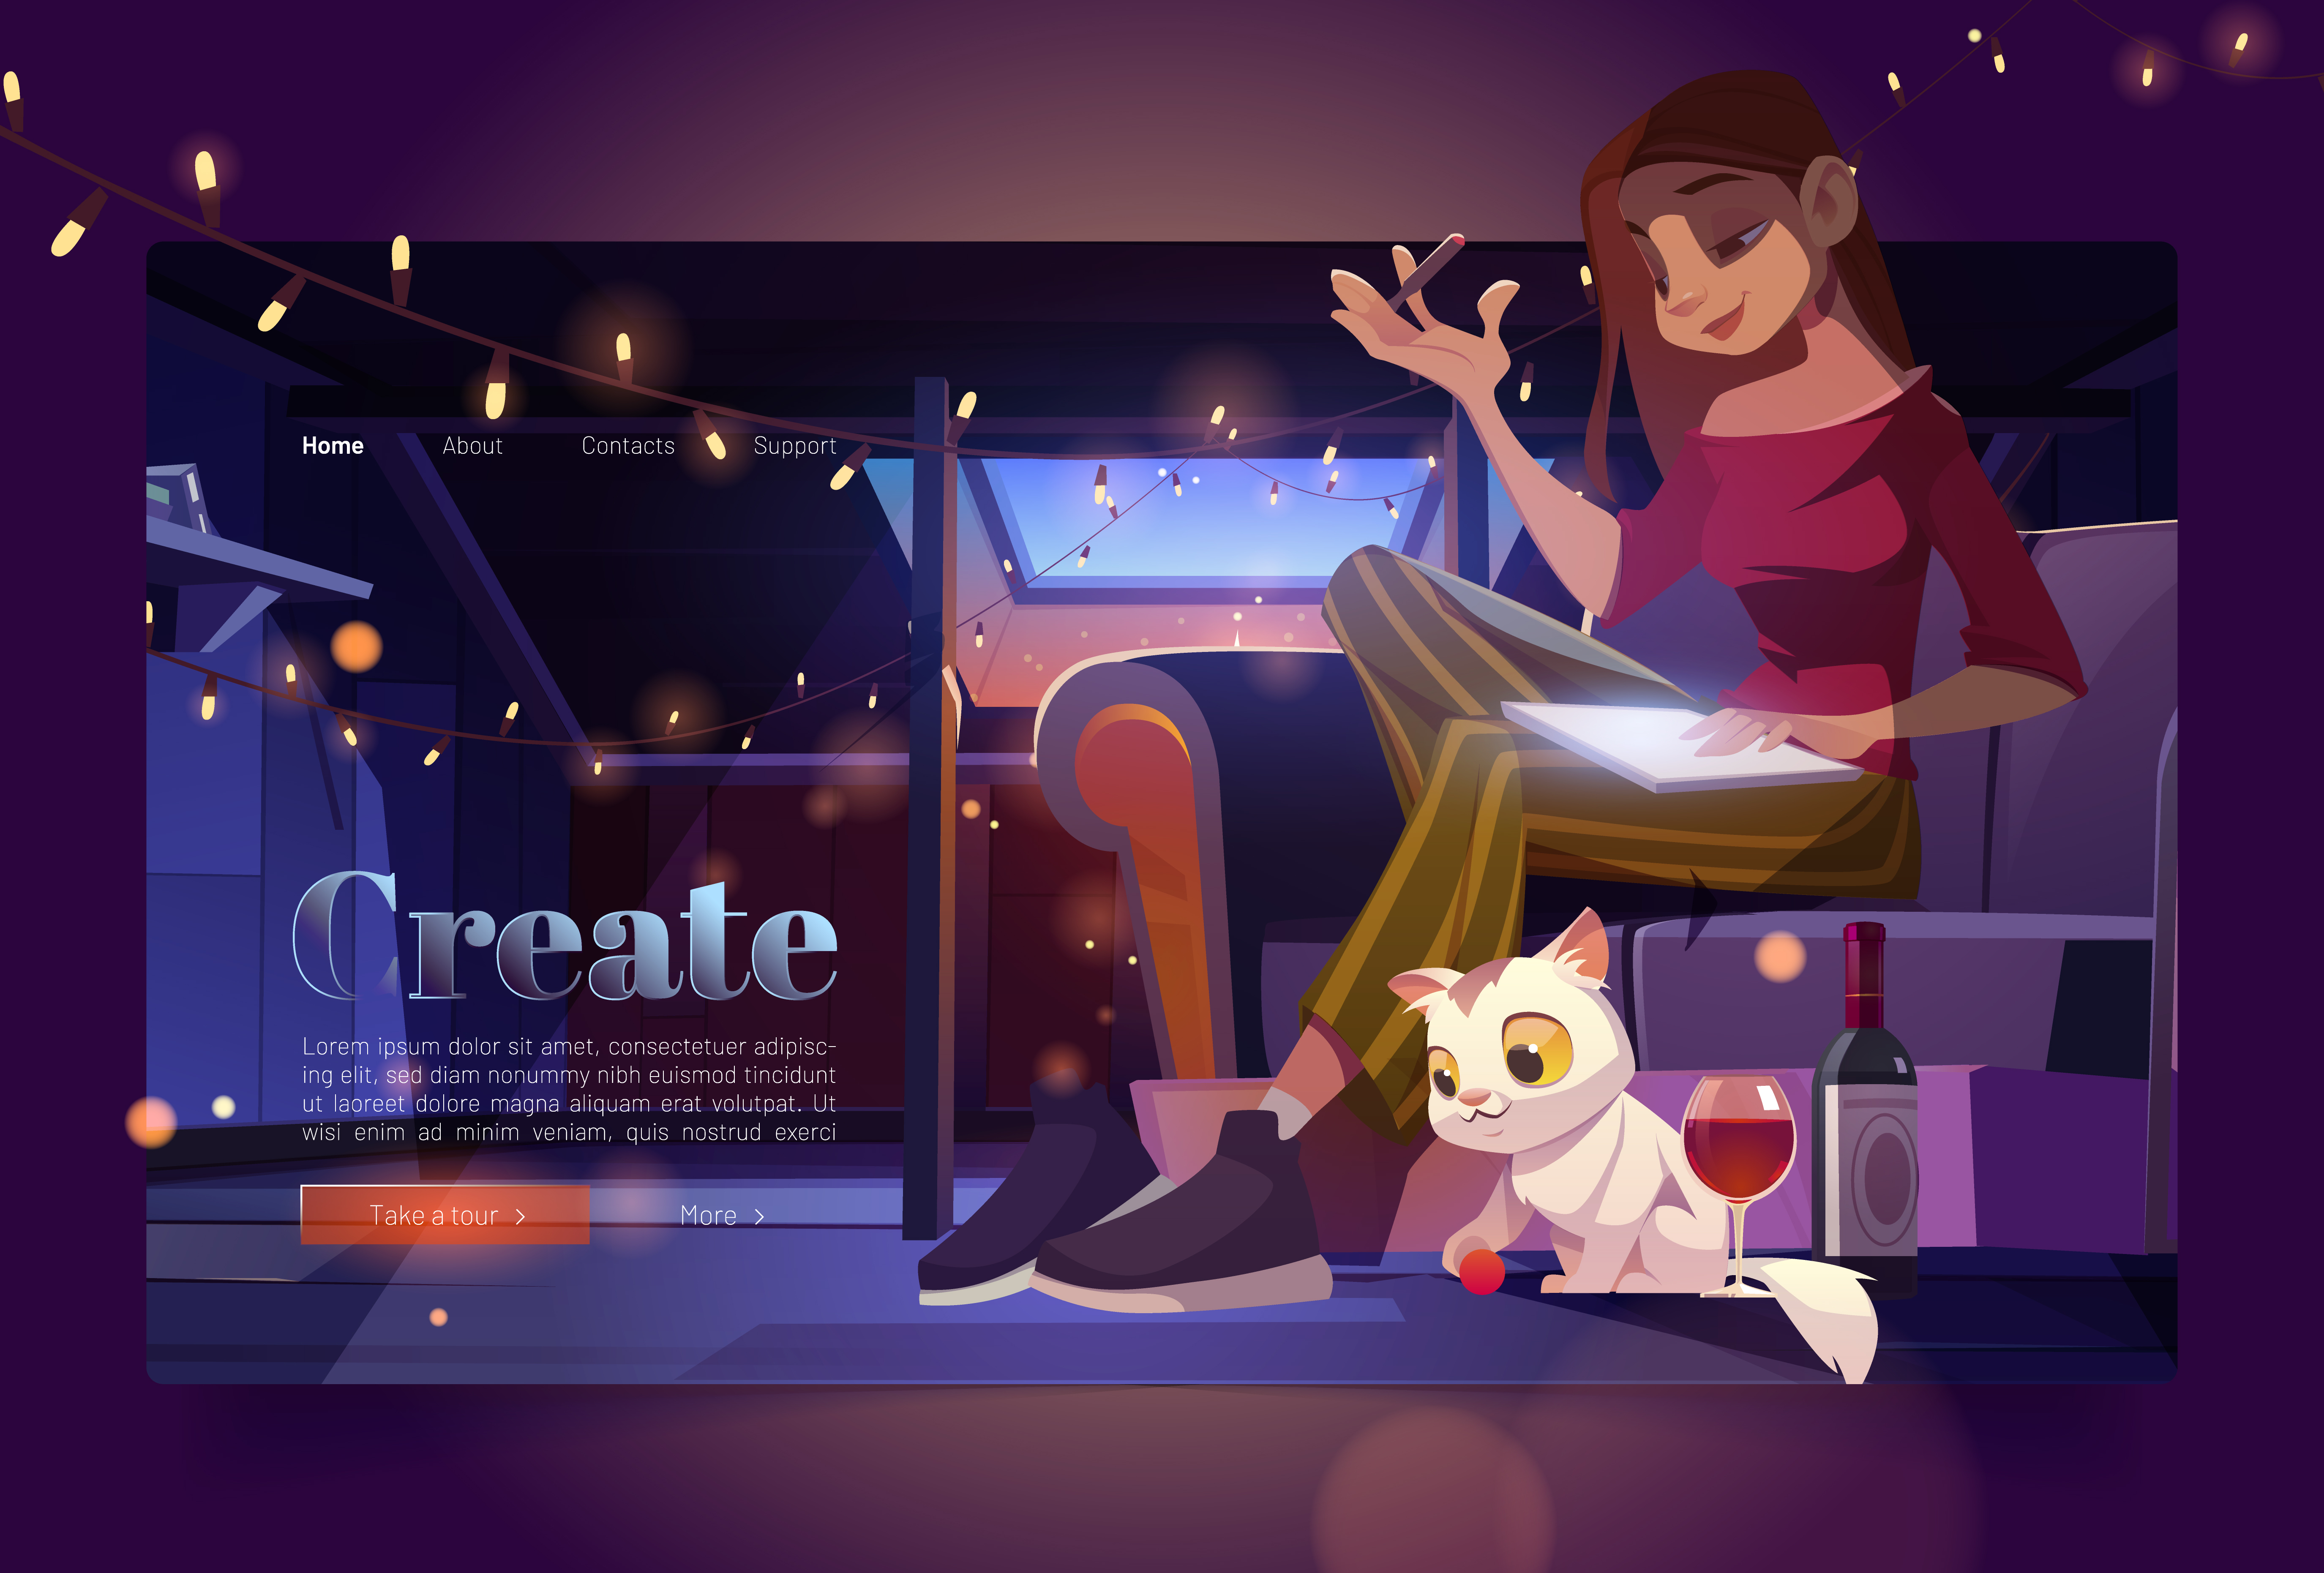 Home About Contacts Support
Create
Lorem ipsum dolor sit amet, consectetuer adipisc-
ing elit, sed diam nonummy nibh euismod tincidunt
ut laoreet dolore magna aliquam erat volutpat. Ut
wisi enim ad minim veniam, quis nostrud exerci
Take a tour > More >